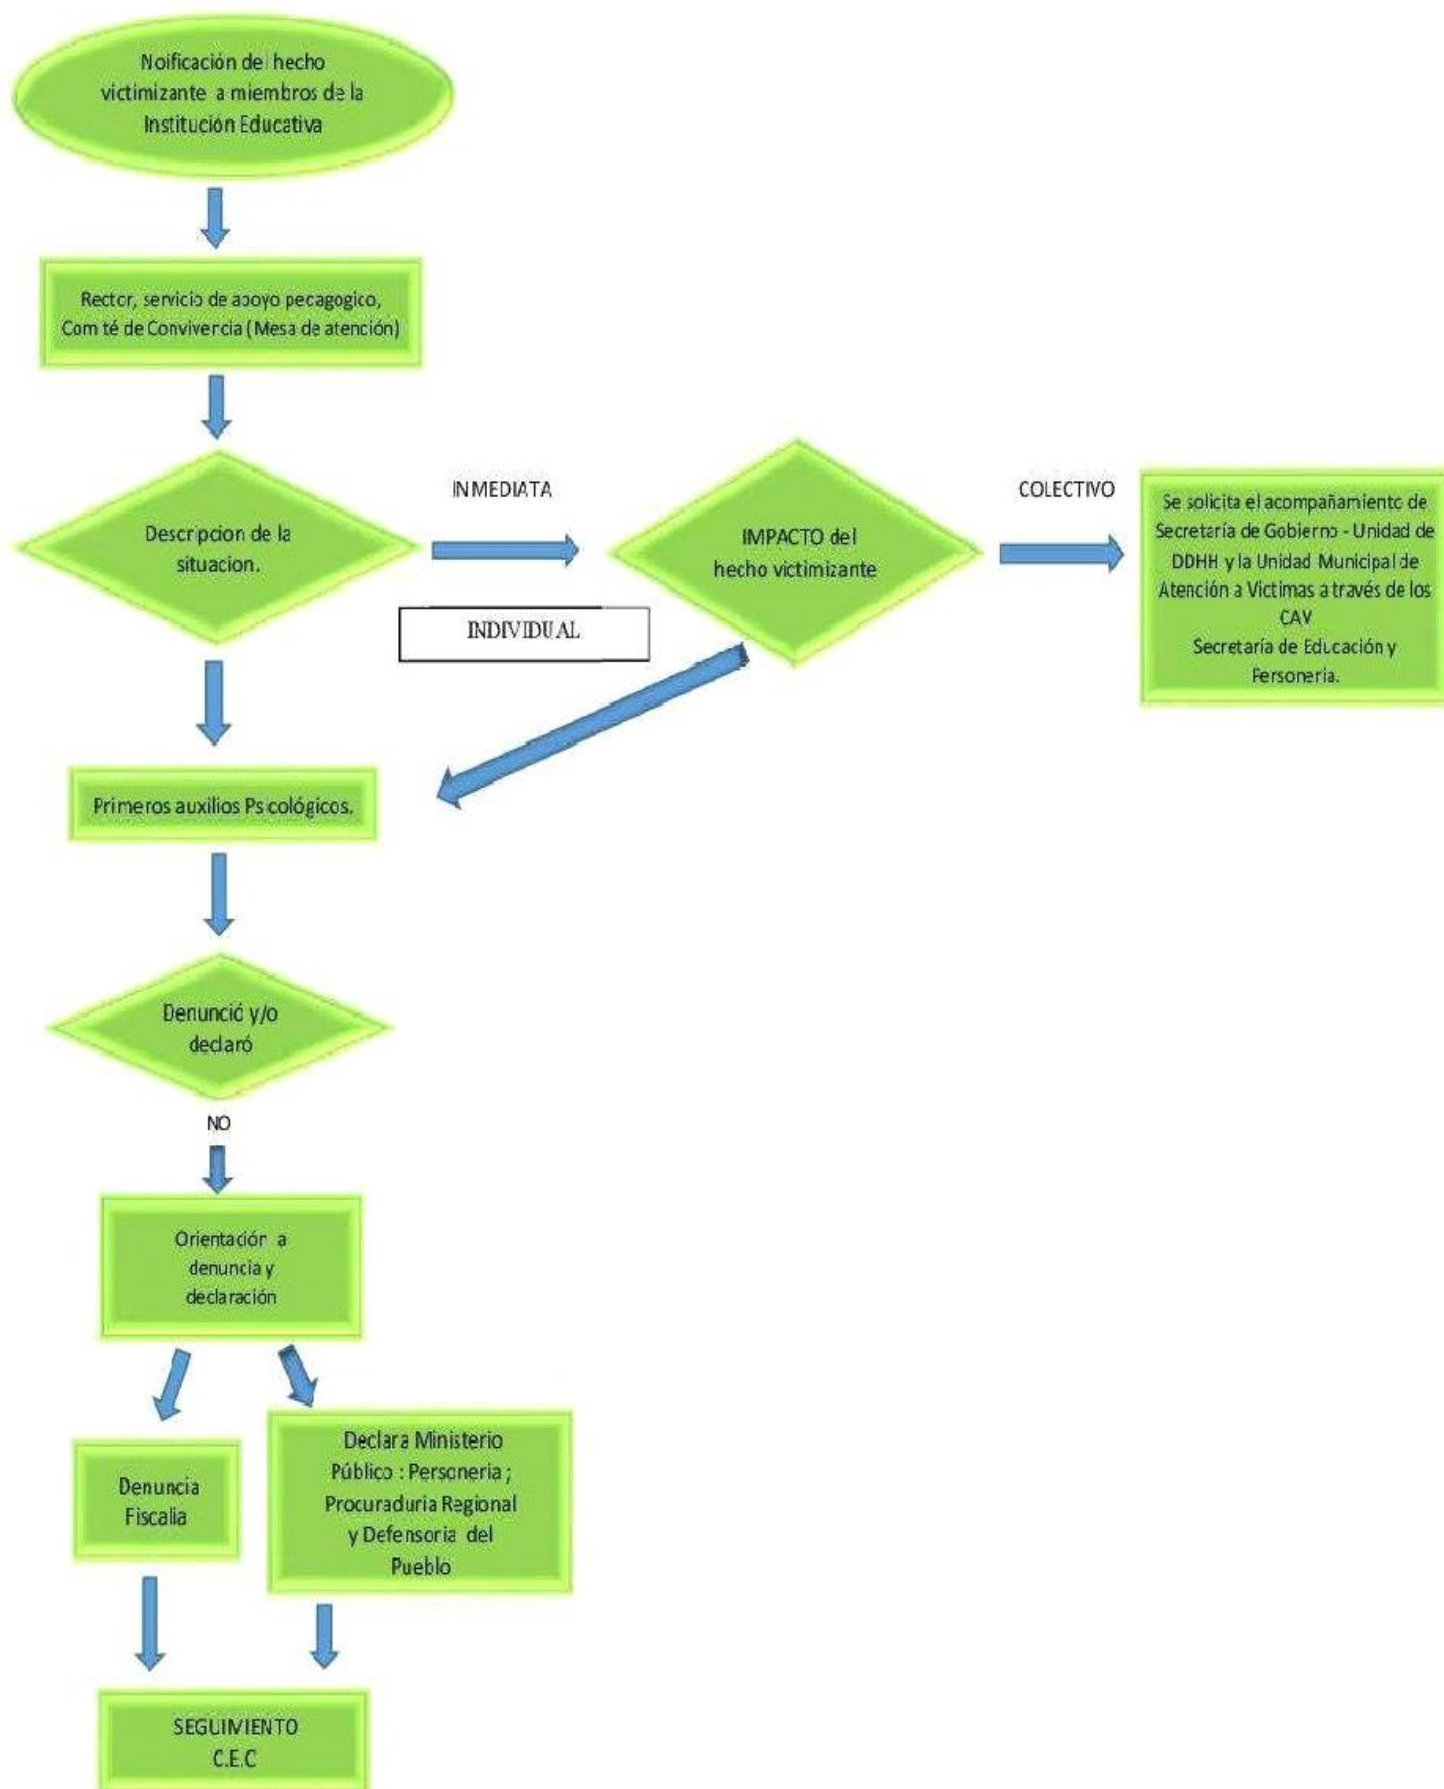 Noificación del hecho
victimizante a miembros de la
Institución Educativa
Rector, servicio de apoyo pecagogico,
Comité de Convivencia (Mesa de atención)
Descripcion de la
situacion.
INMEDIATA
INDIVIDUAL
IMPACTO del
hecho victimizante
COLECTIVO
Se solicita el acompañamiento de
Secretaría de Gobierno - Unidad de
DDHH y la Unidad Municipal de
Atención a Victimas a través de los
CAV
Secretaría de Educación y
Personeria.
Primeros auxilios Psicológicos.
Denunció y/o
declaró
NO
Orientación a
denuncia y
declaración
Denuncia
Fiscalia
Declara Ministerio
Público : Personeria ;
Procuraduria Regional
y Defensoria del
Pueblo
SEGUIMIENTO
C.E.C